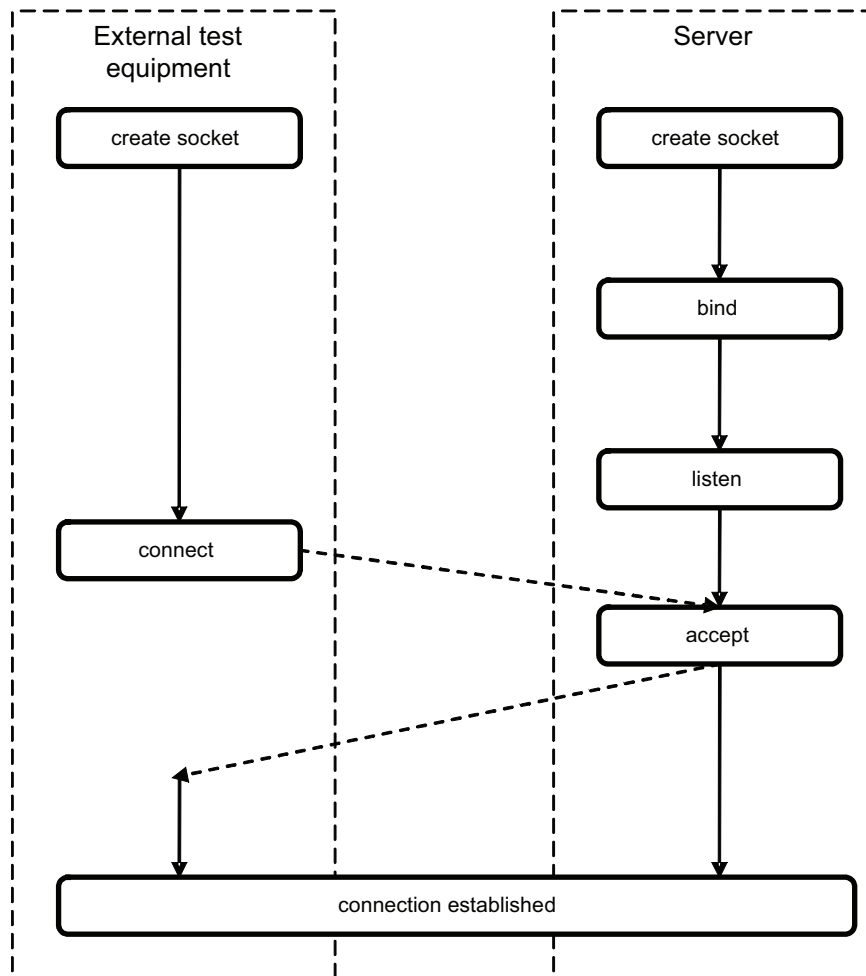 External test
equipment
Server
create socket
create socket
bind
listen
connect
accept
connection established